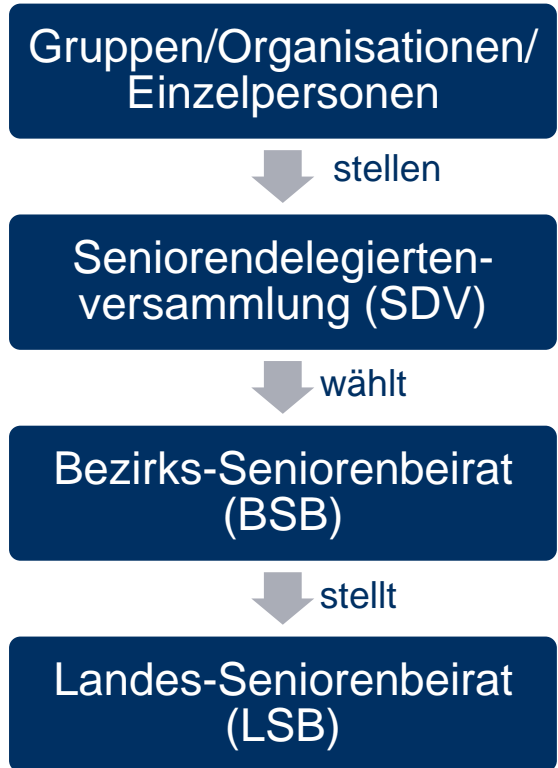 Gruppen/Organisationen/
Einzelpersonen
stellen
Seniorendelegierten-
versammlung (SDV)
wählt
Bezirks-Seniorenbeirat
(BSB)
stellt
Landes-Seniorenbeirat
(LSB)